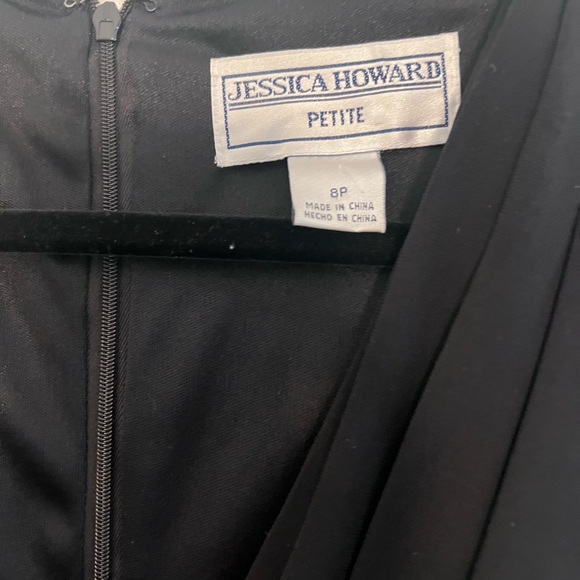 JESSICA HOWARD
PETITE
8P
MADE IN CHINA
HECHO EN CHINA